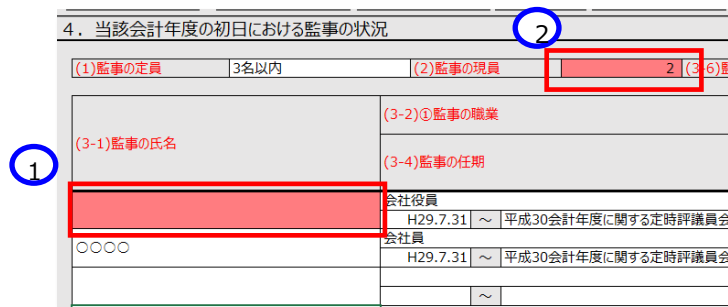 4．当該会計年度の初日における監事の状況
2
(1)監事の定員 3名以内 (2)監事の現員 2 (3-6)監
(3-2)①監事の職業
(3-1)監事の氏名
(3-4)監事の任期
1
会社役員
H29.7.31 ～ 平成30会計年度に関する定時評議員会
○○○○
会社員
H29.7.31 ～ 平成30会計年度に関する定時評議員会
～